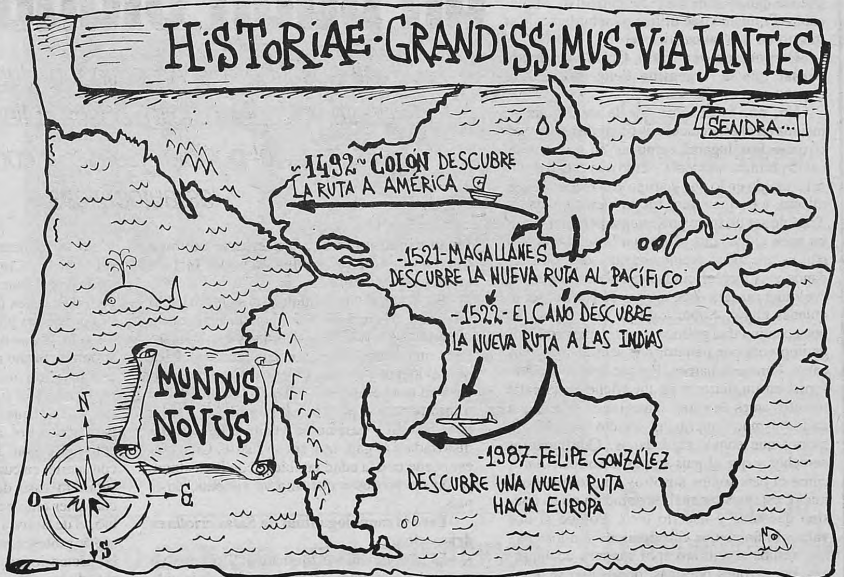 HiSToRiAE·GRANDiSSiMUS·ViAJANTES
SENDRA···
~1492~ COLÓN DESCUBRE
LA RUTA A AMÉRICA
-1521-MAGALLANES
DESCUBRE LA NUEVA RUTA AL PACÍFICO
-1522- ELCANO DESCUBRE
LA NUEVA RUTA A LAS INDIAS
MUNDUS
NoVUS
N
O
E
S
-1987-FELIPE GONZÁLEZ
DESCUBRE UNA NUEVA RUTA
HACIA EUROPA